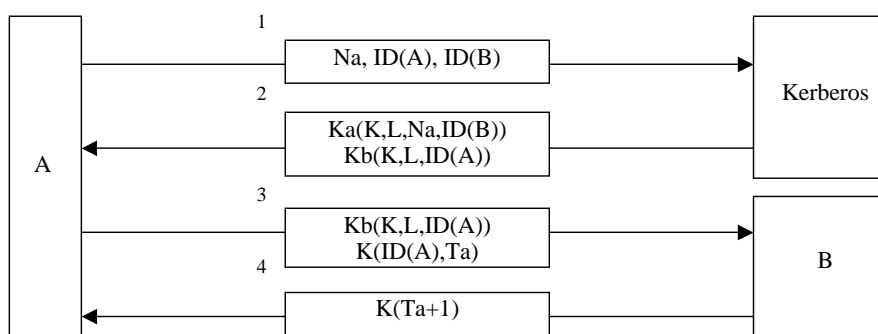 1
Na, ID(A), ID(B)
Kerberos
2
Ka(K,L,Na,ID(B))
Kb(K,L,ID(A))
A
3
Kb(K,L,ID(A))
K(ID(A),Ta)
B
4
K(Ta+1)